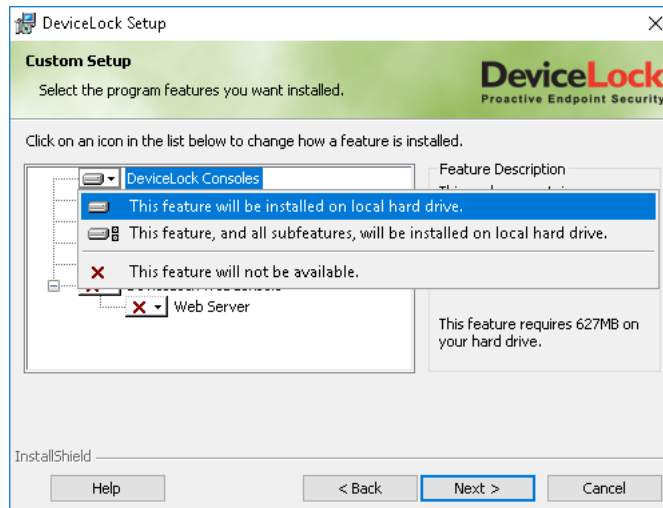 DeviceLock Setup
Custom Setup
Select the program features you want installed.
DeviceLock
Proactive Endpoint Security
Click on an icon in the list below to change how a feature is installed.
DeviceLock Consoles
Feature Description
This feature will be installed on local hard drive.
This feature, and all subfeatures, will be installed on local hard drive.
This feature will not be available.
Web Server
This feature requires 627MB on
your hard drive.
InstallShield
Help
< Back
Next >
Cancel